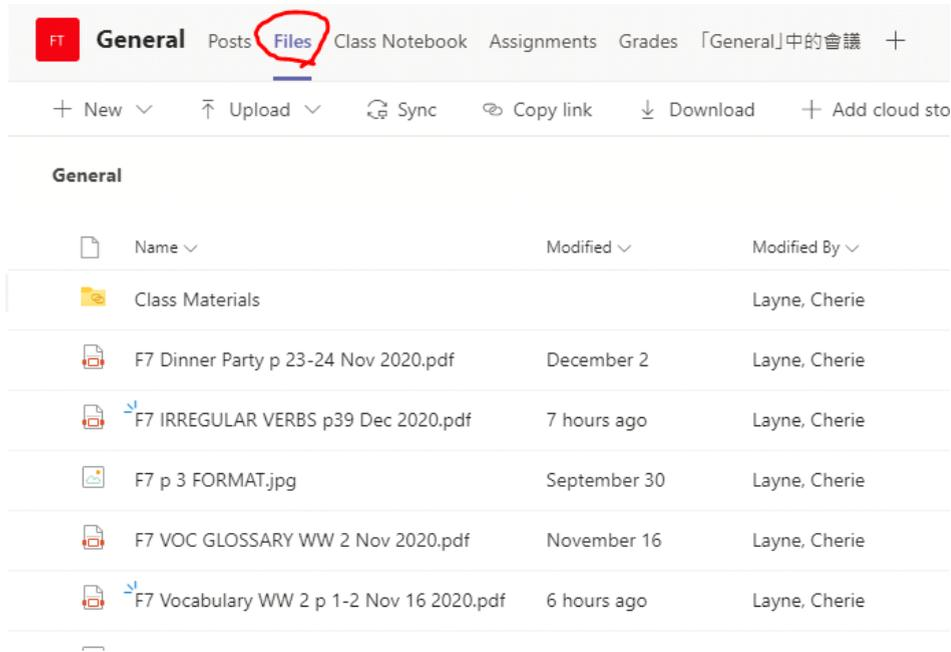 FT General Posts Files Class Notebook Assignments Grades 「General」中的會議 +
+ New Upload Sync Copy link Download + Add cloud sto
General
Name Modified Modified By
Class Materials Layne, Cherie
F7 Dinner Party p 23-24 Nov 2020.pdf December 2 Layne, Cherie
F7 IRREGULAR VERBS p39 Dec 2020.pdf 7 hours ago Layne, Cherie
F7 p 3 FORMAT.jpg September 30 Layne, Cherie
F7 VOC GLOSSARY WW 2 Nov 2020.pdf November 16 Layne, Cherie
F7 Vocabulary WW 2 p 1-2 Nov 16 2020.pdf 6 hours ago Layne, Cherie